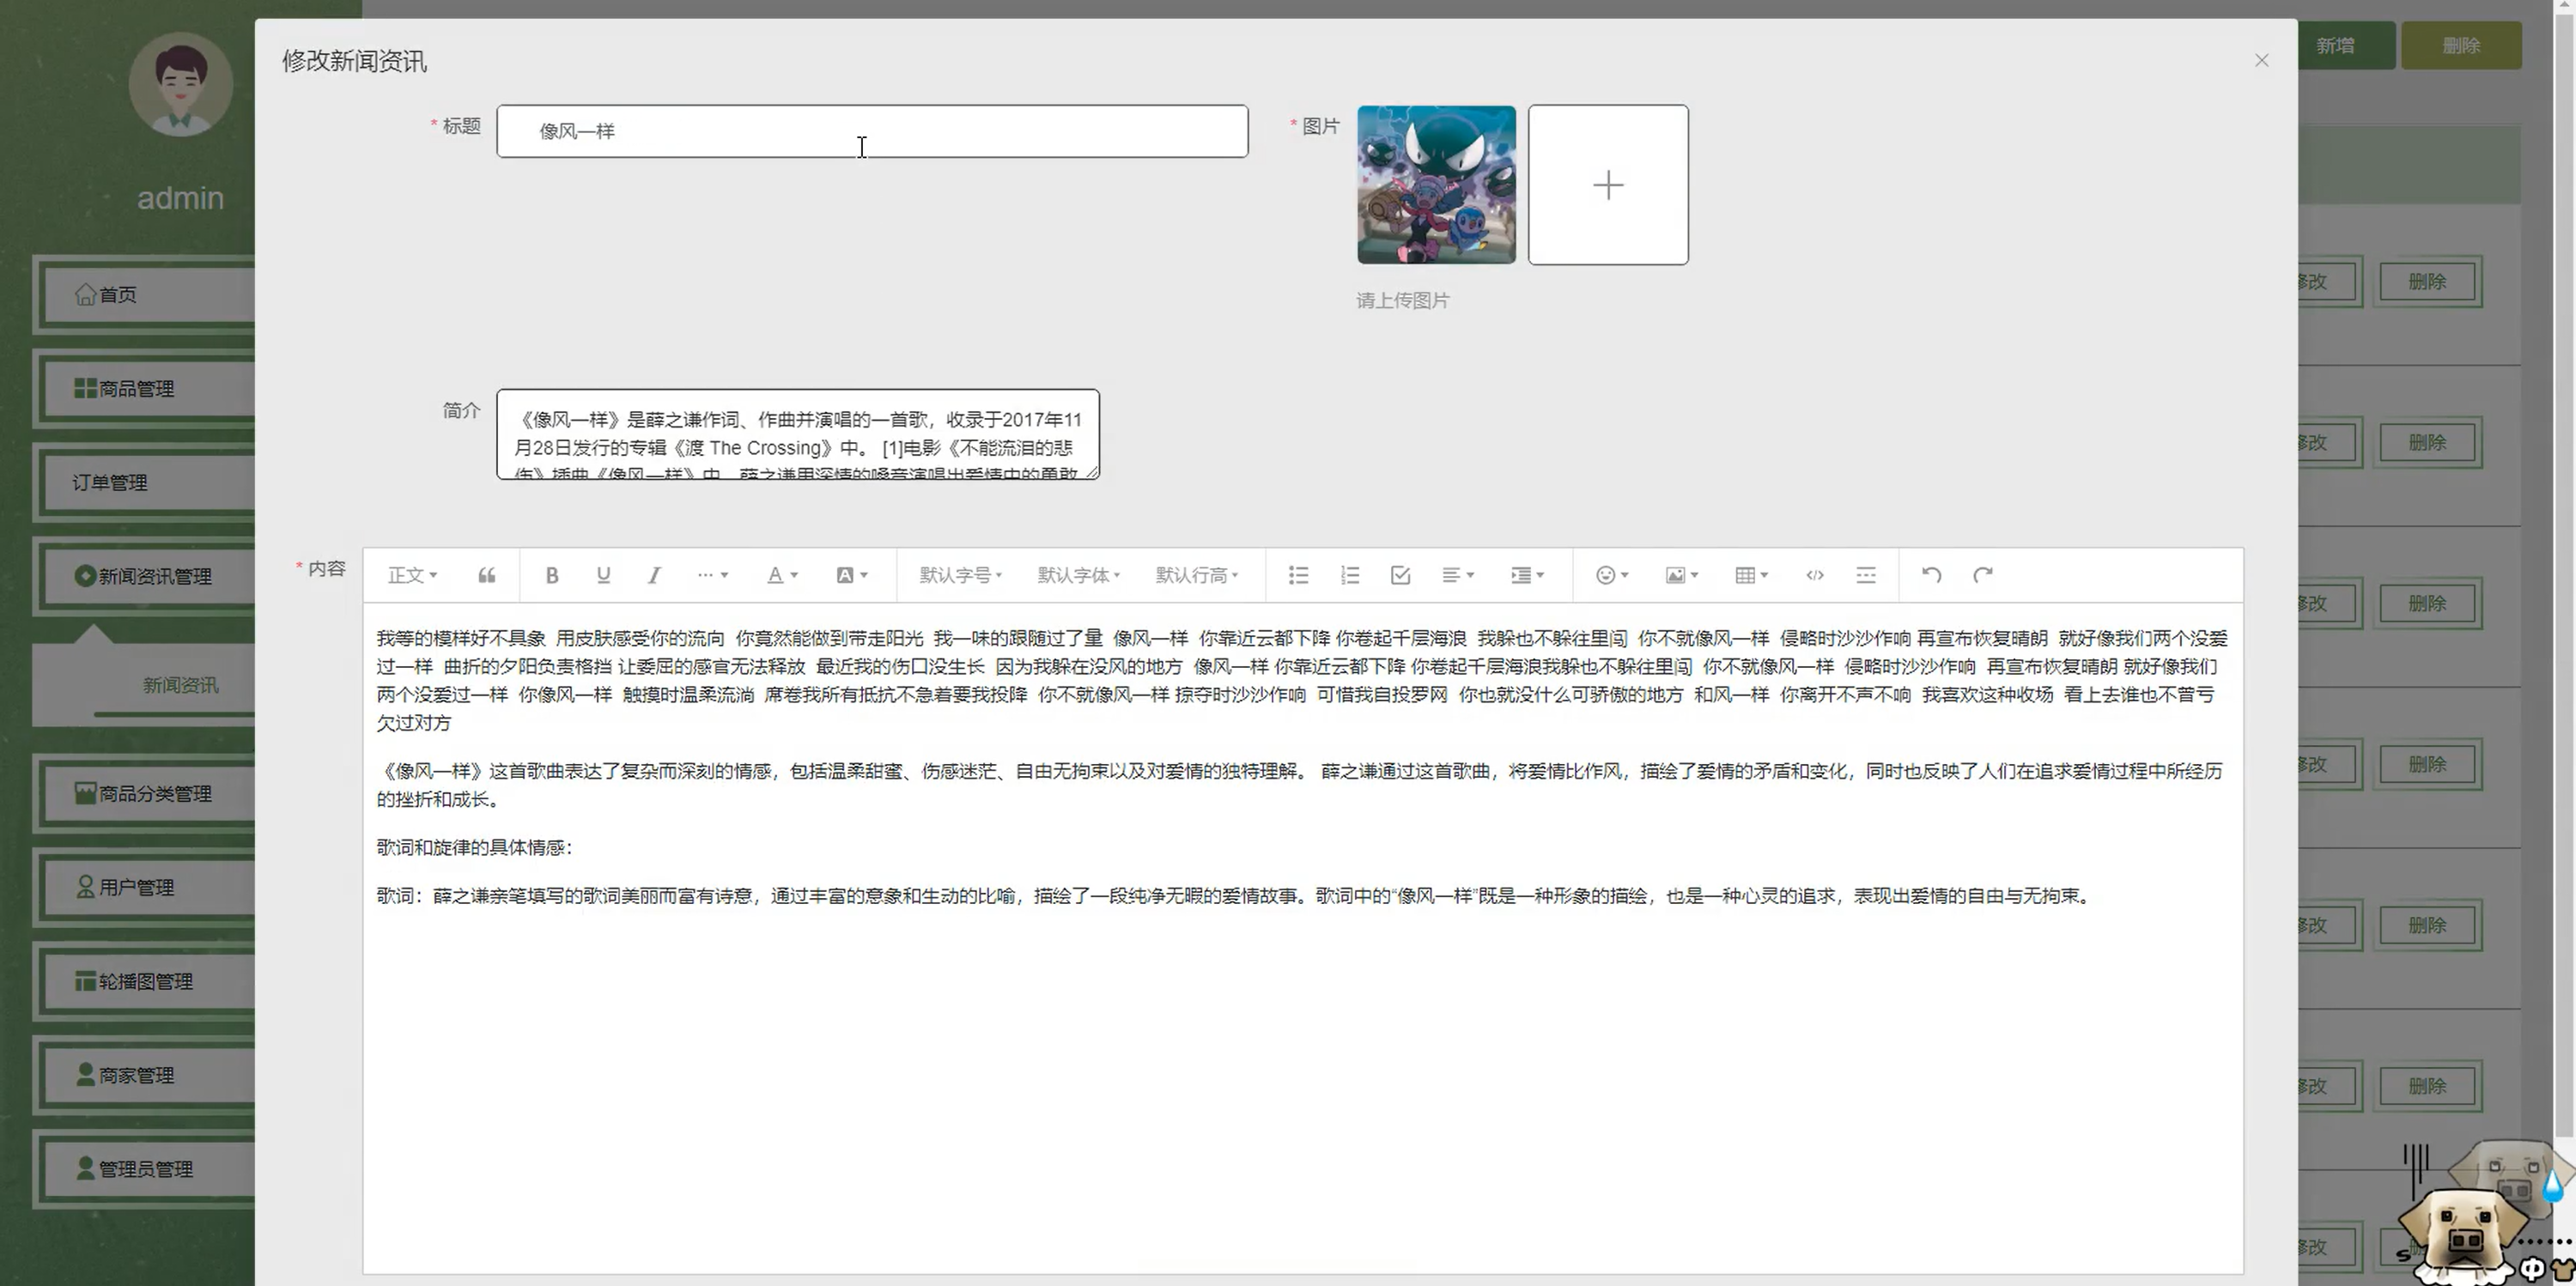 admin
首页
商品管理
订单管理
新闻资讯管理
新闻资讯
商品分类管理
用户管理
轮播图管理
商家管理
管理员管理
修改新闻资讯
* 标题
像风一样
* 图片
请上传图片
简介
《像风一样》是薛之谦作词、作曲并演唱的一首歌，收录于2017年11
月28日发行的专辑《渡 The Crossing》中。 [1]电影《不能流泪的悲
伤》插曲《像风一样》中，薛之谦用深情的嗓音演唱出爱情中的勇敢
* 内容
正文
B U I ... A A 默认字号 默认字体 默认行高
我等的模样好不具象 用皮肤感受你的流向 你竟然能做到带走阳光 我一味的跟随过了量 像风一样 你靠近云都下降 你卷起千层海浪 我躲也不躲往里闯 你不就像风一样 侵略时沙沙作响 再宣布恢复晴朗 就好像我们两个没爱
过一样 曲折的夕阳负责格挡 让委屈的感官无法释放 最近我的伤口没生长 因为我躲在没风的地方 像风一样 你靠近云都下降 你卷起千层海浪我躲也不躲往里闯 你不就像风一样 侵略时沙沙作响 再宣布恢复晴朗 就好像我们
两个没爱过一样 你像风一样 触摸时温柔流淌 席卷我所有抵抗不急着要我投降 你不就像风一样 掠夺时沙沙作响 可惜我自投罗网 你也就没什么可骄傲的地方 和风一样 你离开不声不响 我喜欢这种收场 看上去谁也不曾亏
欠过对方
《像风一样》这首歌曲表达了复杂而深刻的情感，包括温柔甜蜜、伤感迷茫、自由无拘束以及对爱情的独特理解。 薛之谦通过这首歌曲，将爱情比作风，描绘了爱情的矛盾和变化，同时也反映了人们在追求爱情过程中所经历
的挫折和成长。
歌词和旋律的具体情感：
歌词：薛之谦亲笔填写的歌词美丽而富有诗意，通过丰富的意象和生动的比喻，描绘了一段纯净无暇的爱情故事。歌词中的“像风一样”既是一种形象的描绘，也是一种心灵的追求，表现出爱情的自由与无拘束。
新增
删除
修改 删除
修改 删除
修改 删除
修改 删除
修改 删除
修改 删除
修改
中